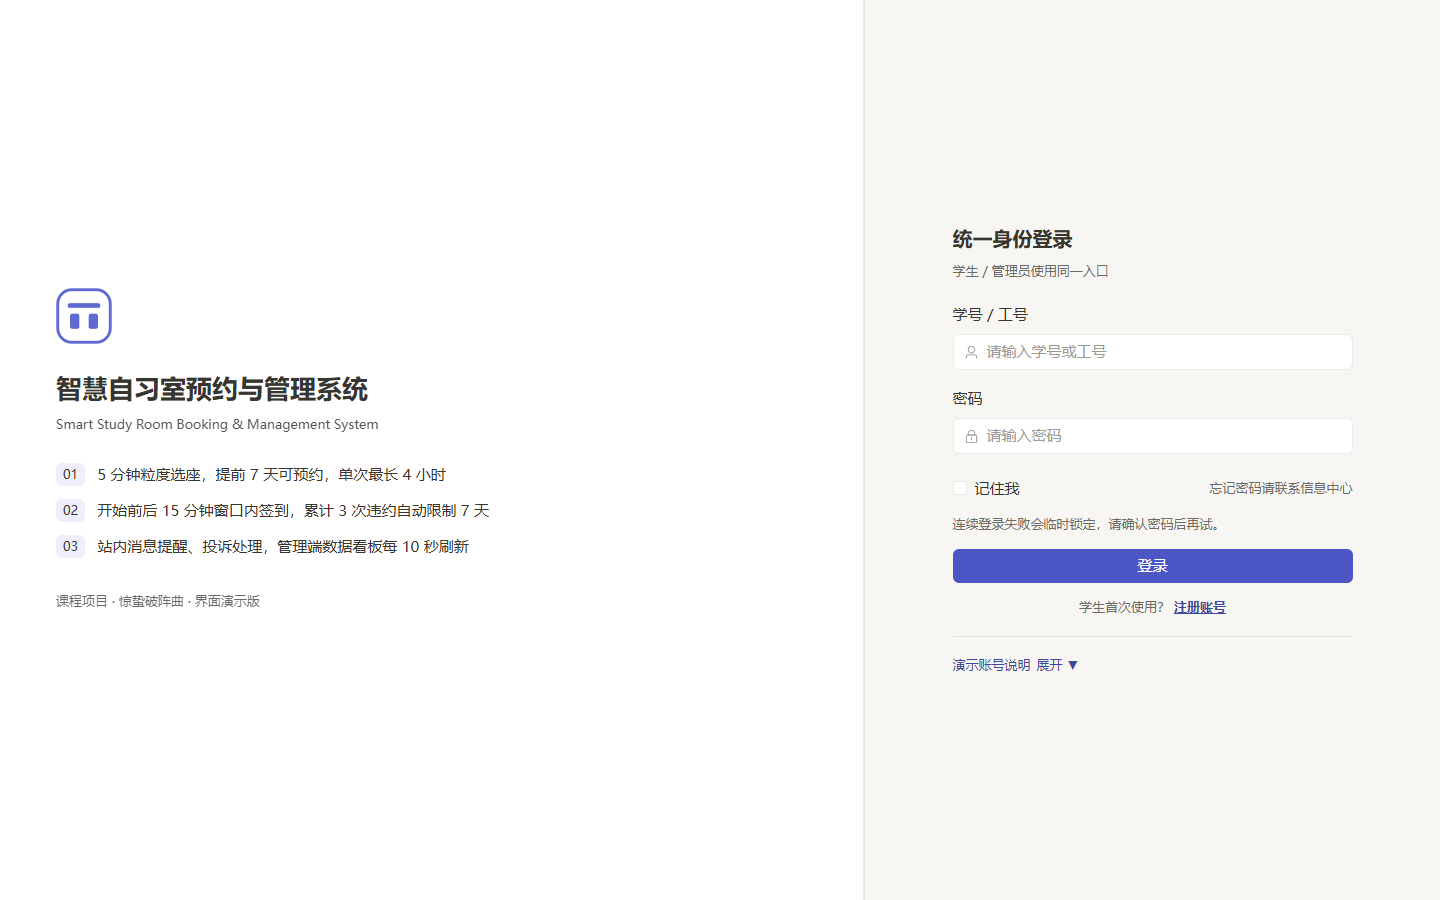 智慧自习室预约与管理系统
Smart Study Room Booking & Management System
01 5 分钟粒度选座，提前 7 天可预约，单次最长 4 小时
02 开始前后 15 分钟窗口内签到，累计 3 次违约自动限制 7 天
03 站内消息提醒、投诉处理，管理端数据看板每 10 秒刷新
课程项目 · 惊蛰破阵曲 · 界面演示版
统一身份登录
学生 / 管理员使用同一入口
学号 / 工号
请输入学号或工号
密码
请输入密码
记住我 忘记密码请联系信息中心
连续登录失败会临时锁定，请确认密码后再试。
登录
学生首次使用？ 注册账号
演示账号说明 展开 ▼